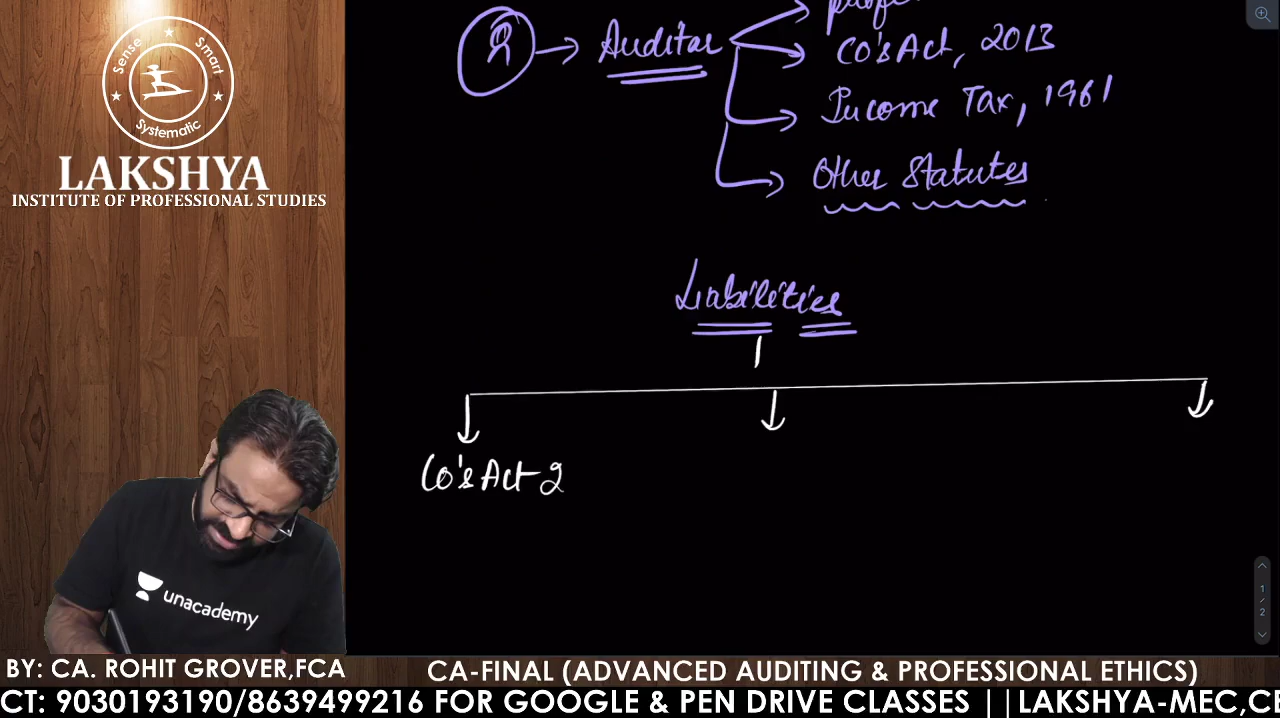 Sense
Smart
Systematic
LAKSHYA
INSTITUTE OF PROFESSIONAL STUDIES
Auditor
Co's Act, 2013
Income Tax, 1961
Other Statutes
Liabilities
Co's Act 2
unacademy
1
/
2
BY: CA. ROHIT GROVER,FCA
CA-FINAL (ADVANCED AUDITING & PROFESSIONAL ETHICS)
CT: 9030193190/8639499216 FOR GOOGLE & PEN DRIVE CLASSES ||LAKSHYA-MEC,CE